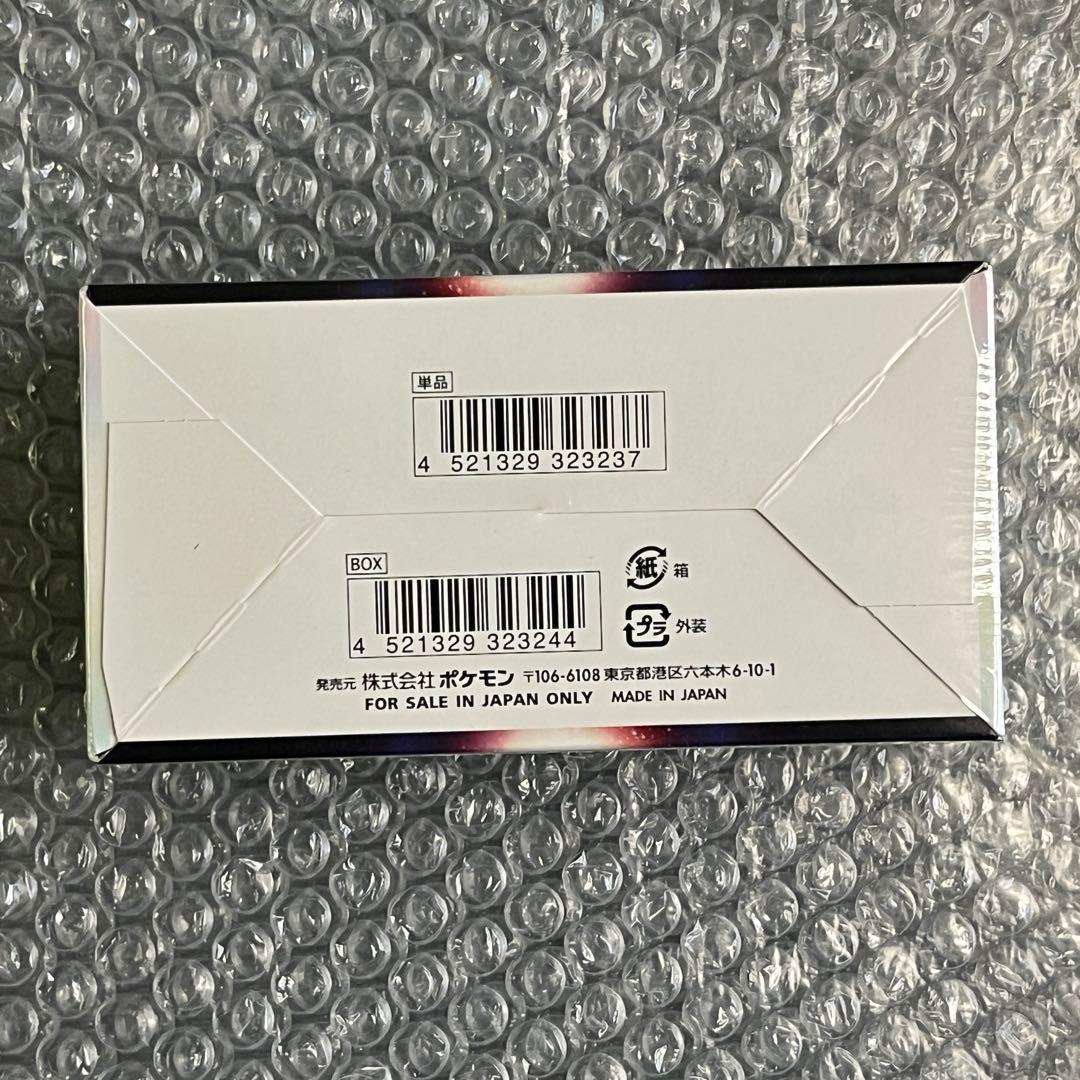 単品
4 521329 323237
BOX
4 521329 323244
紙 箱
プラ 外装
発売元 株式会社ポケモン 〒106-6108 東京都港区六本木6-10-1
FOR SALE IN JAPAN ONLY MADE IN JAPAN